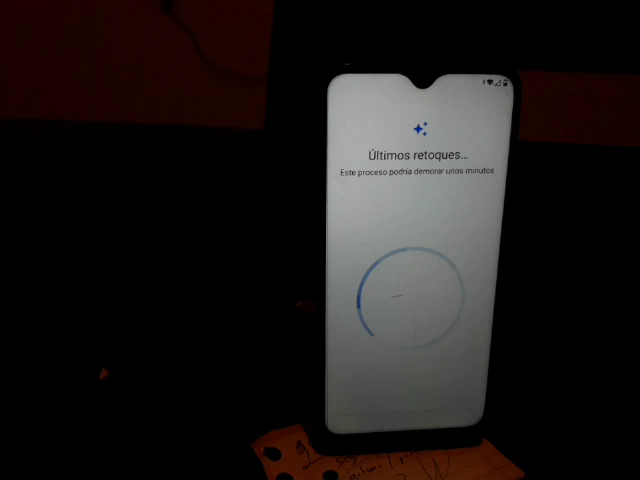 Últimos retoques...
Este proceso podría demorar unos minutos